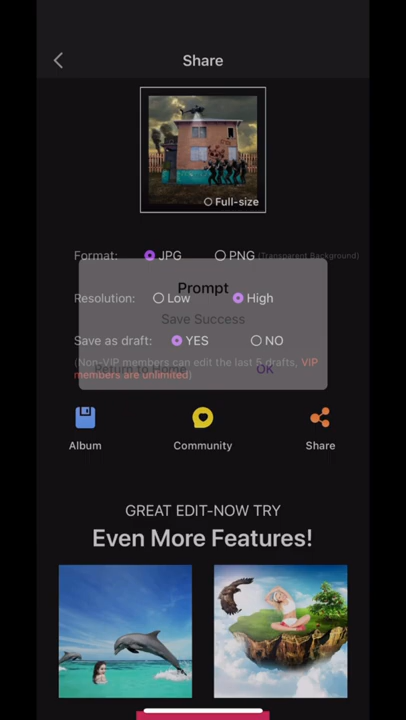 Share
Full-size
Format: JPG PNG (Transparent Background)
Prompt
Resolution: Low High
Save Success
Save as draft: YES NO
(Non-VIP members can edit the last 5 drafts, VIP
members are unlimited)
Return to Home OK
Album Community Share
GREAT EDIT-NOW TRY
Even More Features!